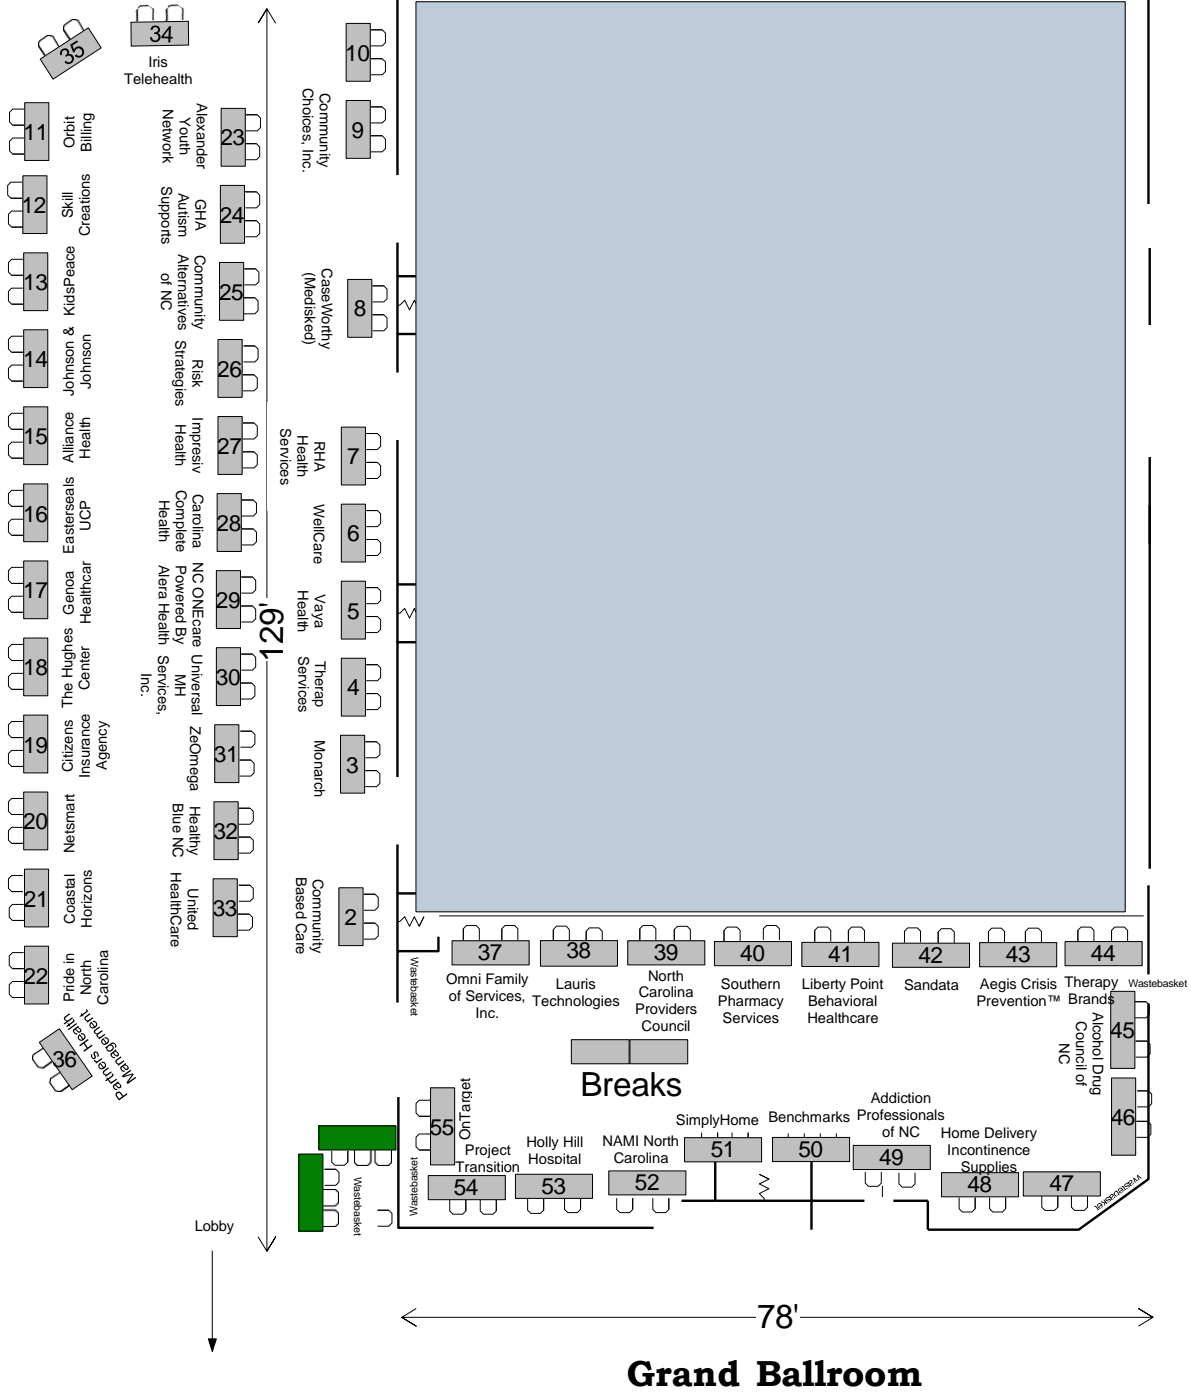 35
34
Iris
Telehealth
11
Orbit
Billing
12
Skill
Creations
13
KidsPeace
14
Johnson &
Johnson
15
Alliance
Health
16
Easterseals
UCP
17
Genoa
Healthcar
18
The Hughes
Center
19
Citizens
Insurance
Agency
20
Netsmart
21
Coastal
Horizons
22
Pride in
North
Carolina
36
Partners Health
Management
23
Alexander
Youth
Network
24
GHA
Autism
Supports
25
Community
Alternatives
of NC
26
Risk
Strategies
27
Impresiv
Health
28
Carolina
Complete
Health
29
NC ONEcare
Powered By
Alera Health
30
Universal
MH
Services,
Inc.
31
ZeOmega
32
Healthy
Blue NC
33
United
HealthCare
129'
10
9
Community
Choices, Inc.
8
CaseWorthy
(Medisked)
7
RHA
Health
Services
6
WellCare
5
Vaya
Health
4
Therap
Services
3
Monarch
2
Community
Based Care
Wastebasket
37
Omni Family
of Services,
Inc.
38
Lauris
Technologies
39
North
Carolina
Providers
Council
40
Southern
Pharmacy
Services
41
Liberty Point
Behavioral
Healthcare
42
Sandata
43
Aegis Crisis
Prevention™
44
Therapy
Brands
Wastebasket
45
Alcohol Drug
Council of
NC
46
Breaks
55
OnTarget
Project
Transition
54
Holly Hill
Hospital
53
NAMI North
Carolina
52
SimplyHome
51
Benchmarks
50
Addiction
Professionals
of NC
49
Home Delivery
Incontinence
Supplies
48
47
Wastebasket
Wastebasket
Wastebasket
Lobby
78'
Grand Ballroom